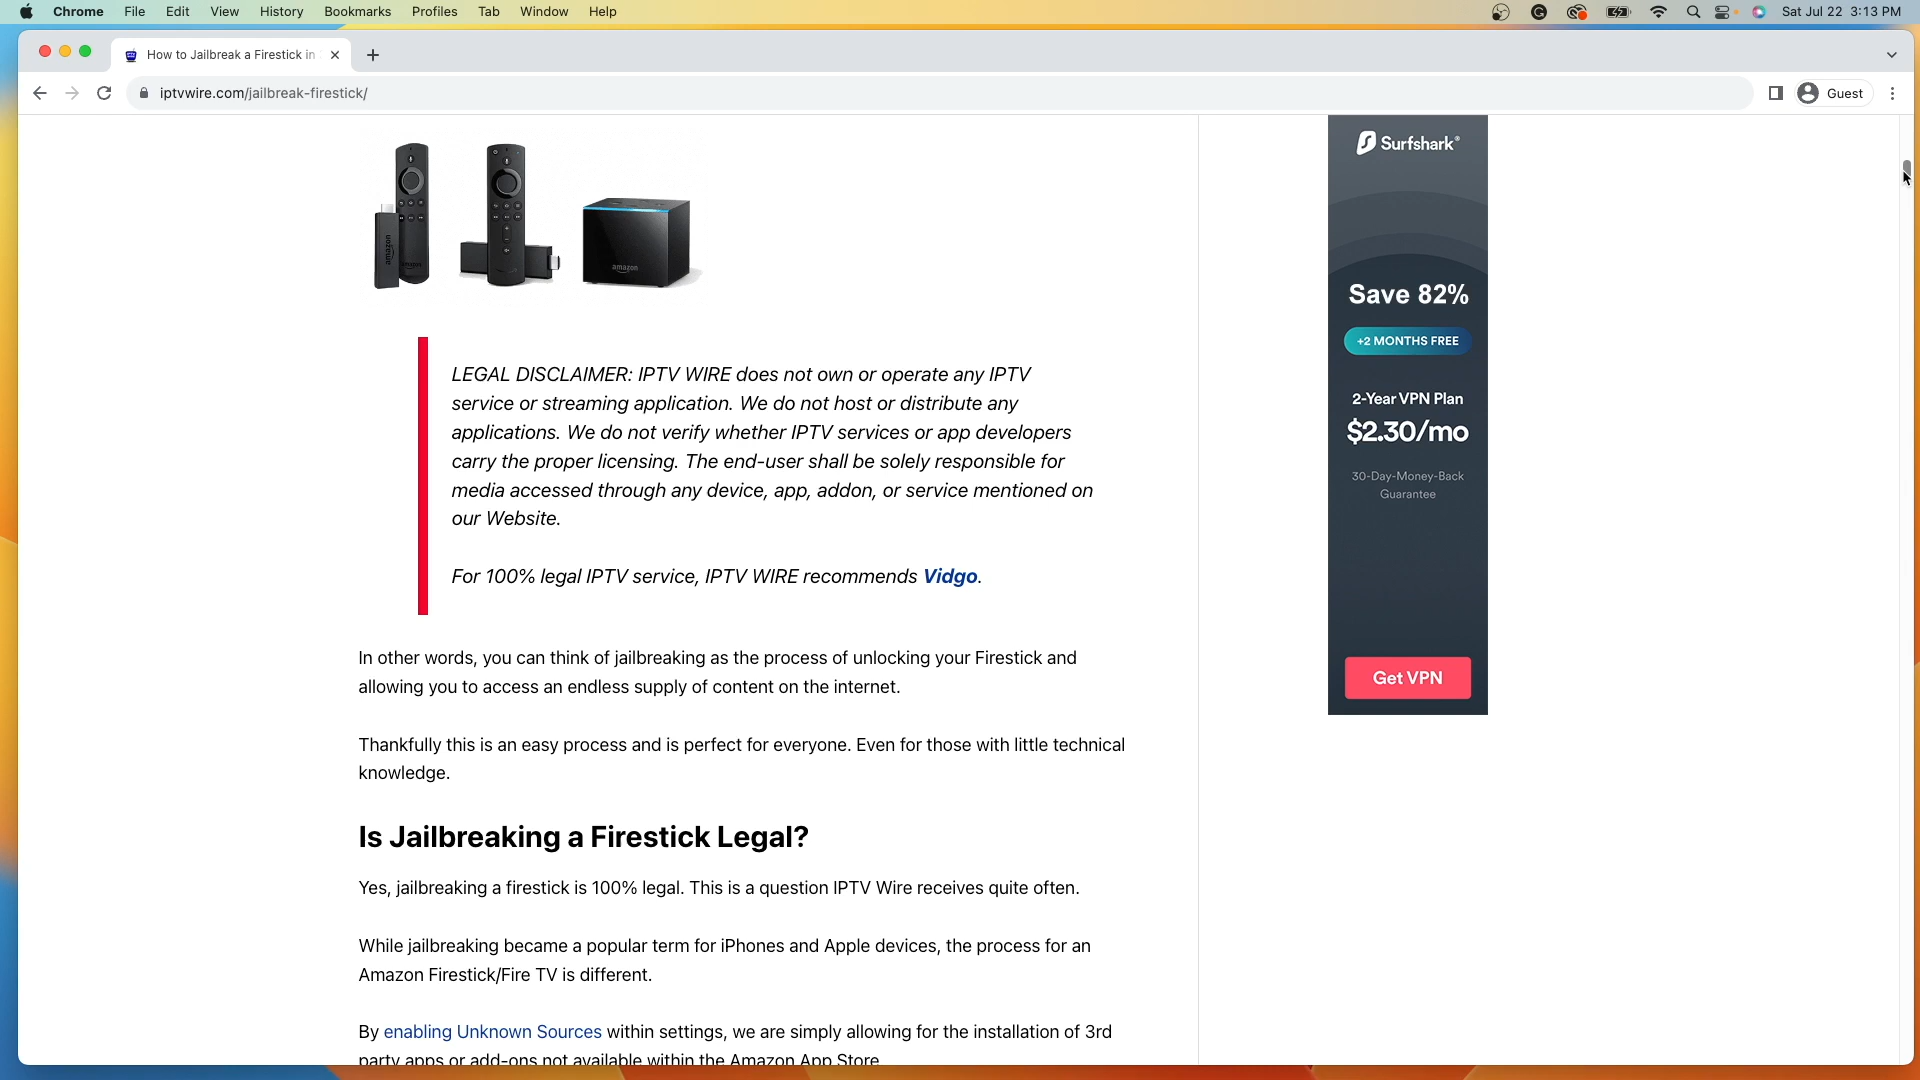 Chrome File Edit View History Bookmarks Profiles Tab Window Help
Sat Jul 22 3:13 PM
How to Jailbreak a Firestick in
iptvwire.com/jailbreak-firestick/
Guest
amazon
amazon
LEGAL DISCLAIMER: IPTV WIRE does not own or operate any IPTV
service or streaming application. We do not host or distribute any
applications. We do not verify whether IPTV services or app developers
carry the proper licensing. The end-user shall be solely responsible for
media accessed through any device, app, addon, or service mentioned on
our Website.
For 100% legal IPTV service, IPTV WIRE recommends Vidgo.
In other words, you can think of jailbreaking as the process of unlocking your Firestick and
allowing you to access an endless supply of content on the internet.
Thankfully this is an easy process and is perfect for everyone. Even for those with little technical
knowledge.
Is Jailbreaking a Firestick Legal?
Yes, jailbreaking a firestick is 100% legal. This is a question IPTV Wire receives quite often.
While jailbreaking became a popular term for iPhones and Apple devices, the process for an
Amazon Firestick/Fire TV is different.
By enabling Unknown Sources within settings, we are simply allowing for the installation of 3rd
party apps or add-ons not available within the Amazon App Store.
Surfshark®
Save 82%
+2 MONTHS FREE
2-Year VPN Plan
$2.30/mo
30-Day-Money-Back
Guarantee
Get VPN